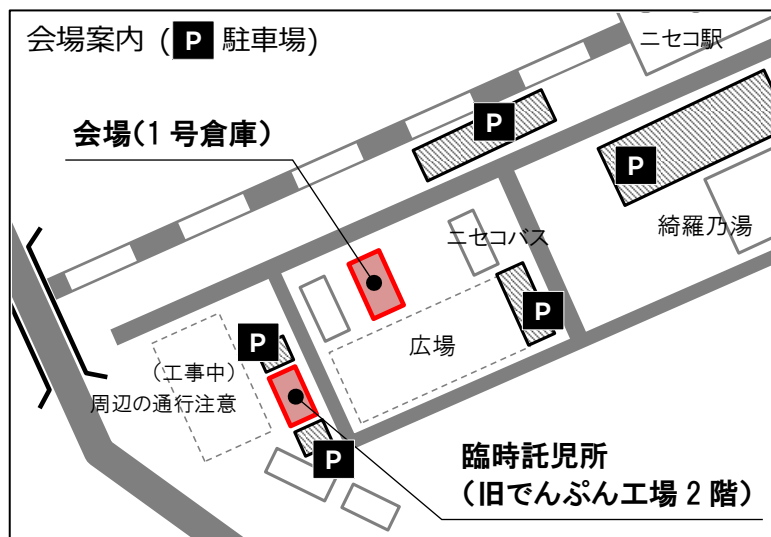 会場案内 (P 駐車場)
ニセコ駅
P
会場(1号倉庫)
P
綺羅乃湯
ニセコバス
P
広場
P
(工事中)
周辺の通行注意
P
臨時託児所
(旧でんぷん工場2階)